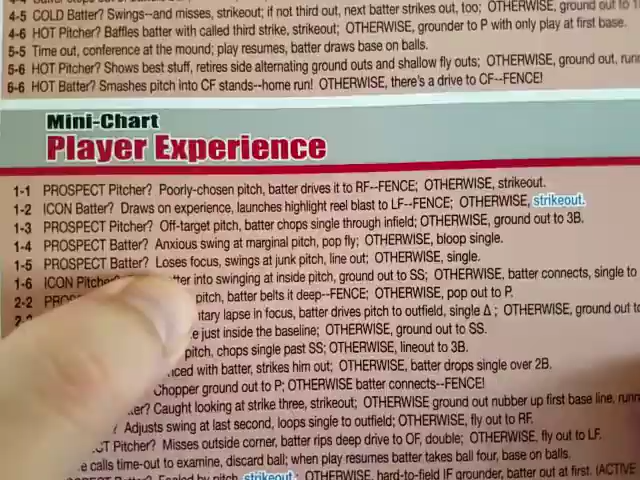 4-5 COLD Batter? Swings--and misses, strikeout; if not third out, next batter strikes out, too; OTHERWISE, ground out to
4-6 HOT Pitcher? Baffles batter with called third strike, strikeout; OTHERWISE, grounder to P with only play at first base.
5-5 Time out, conference at the mound; play resumes, batter draws base on balls.
5-6 HOT Pitcher? Shows best stuff, retires side alternating ground outs and shallow fly outs; OTHERWISE, ground out,
6-6 HOT Batter? Smashes pitch into CF stands--home run! OTHERWISE, there's a drive to CF--FENCE!
Mini-Chart
Player Experience
1-1 PROSPECT Pitcher? Poorly-chosen pitch, batter drives it to RF--FENCE; OTHERWISE, strikeout.
1-2 ICON Batter? Draws on experience, launches highlight reel blast to LF--FENCE; OTHERWISE, strikeout.
1-3 PROSPECT Pitcher? Off-target pitch, batter chops single through infield; OTHERWISE, ground out to 3B.
1-4 PROSPECT Batter? Anxious swing at marginal pitch, pop fly; OTHERWISE, bloop single.
1-5 PROSPECT Batter? Loses focus, swings at junk pitch, line out; OTHERWISE, single.
1-6 ICON Pitcher into swinging at inside pitch, ground out to SS; OTHERWISE, batter connects, single to
2-2 pitch, batter belts it deep--FENCE; OTHERWISE, pop out to P.
lapse in focus, batter drives pitch to outfield, single Δ; OTHERWISE, ground out to
just inside the baseline; OTHERWISE, ground out to SS.
pitch, chops single past SS; OTHERWISE, lineout to 3B.
with batter, strikes him out; OTHERWISE, batter drops single over 2B.
Chopper ground out to P; OTHERWISE batter connects--FENCE!
Caught looking at strike three, strikeout; OTHERWISE, ground out nubber up first base line,
Adjusts swing at last second, loops single to outfield; OTHERWISE, fly out to RF.
Pitcher? Misses outside corner, batter rips deep drive to OF, double; OTHERWISE, fly out to LF.
calls time-out to examine, discard ball; when play resumes batter takes ball four, base on balls.
by pitch, strikeout; OTHERWISE, hard-to-field IF grounder, batter out at first. (ACTIVE